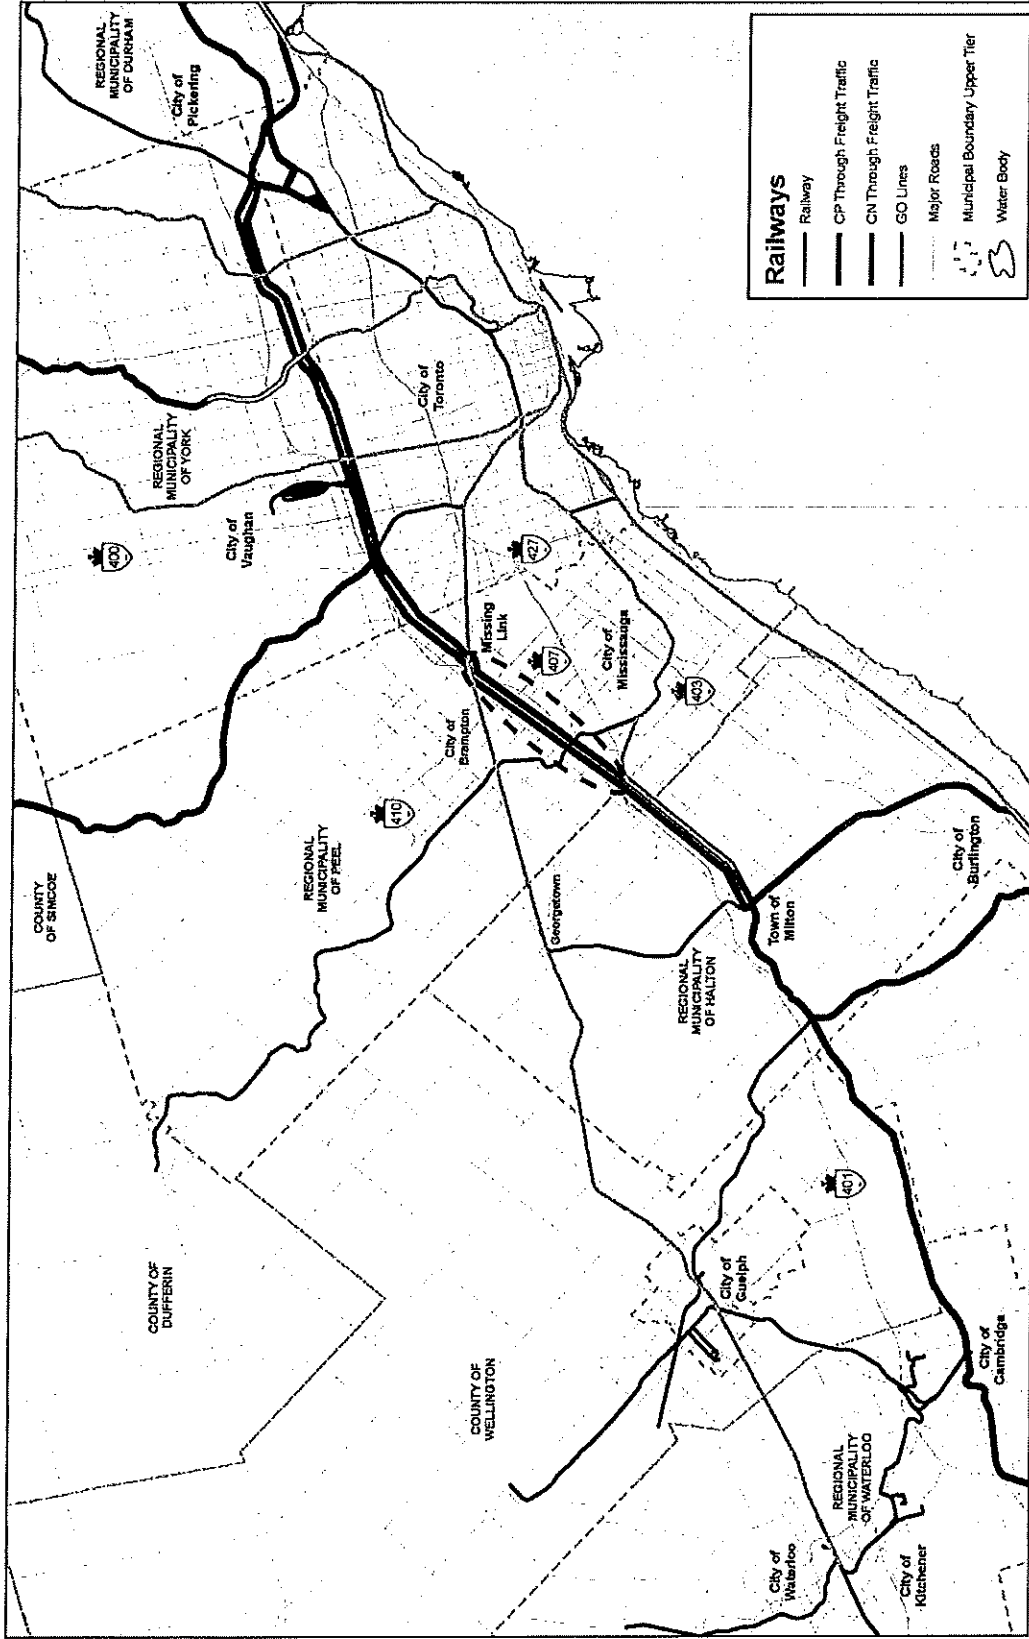 REGIONAL
MUNICIPALITY
OF DURHAM
City of
Pickering
REGIONAL
MUNICIPALITY
OF YORK
City of
Vaughan
City of
Toronto
400
427
Missing
Link
407
City of
Mississauga
403
City of
Brampton
410
COUNTY
OF SIMCOE
REGIONAL
MUNICIPALITY
OF PEEL
Georgetown
Town of
Milton
City of
Burlington
REGIONAL
MUNICIPALITY
OF HALTON
401
COUNTY OF
DUFFERIN
COUNTY OF
WELLINGTON
City of
Guelph
City of
Cambridge
REGIONAL
MUNICIPALITY
OF WATERLOO
City of
Waterloo
City of
Kitchener
Railways
Railway
CP Through Freight Traffic
CN Through Freight Traffic
GO Lines
Major Roads
Municipal Boundary Upper Tier
Water Body